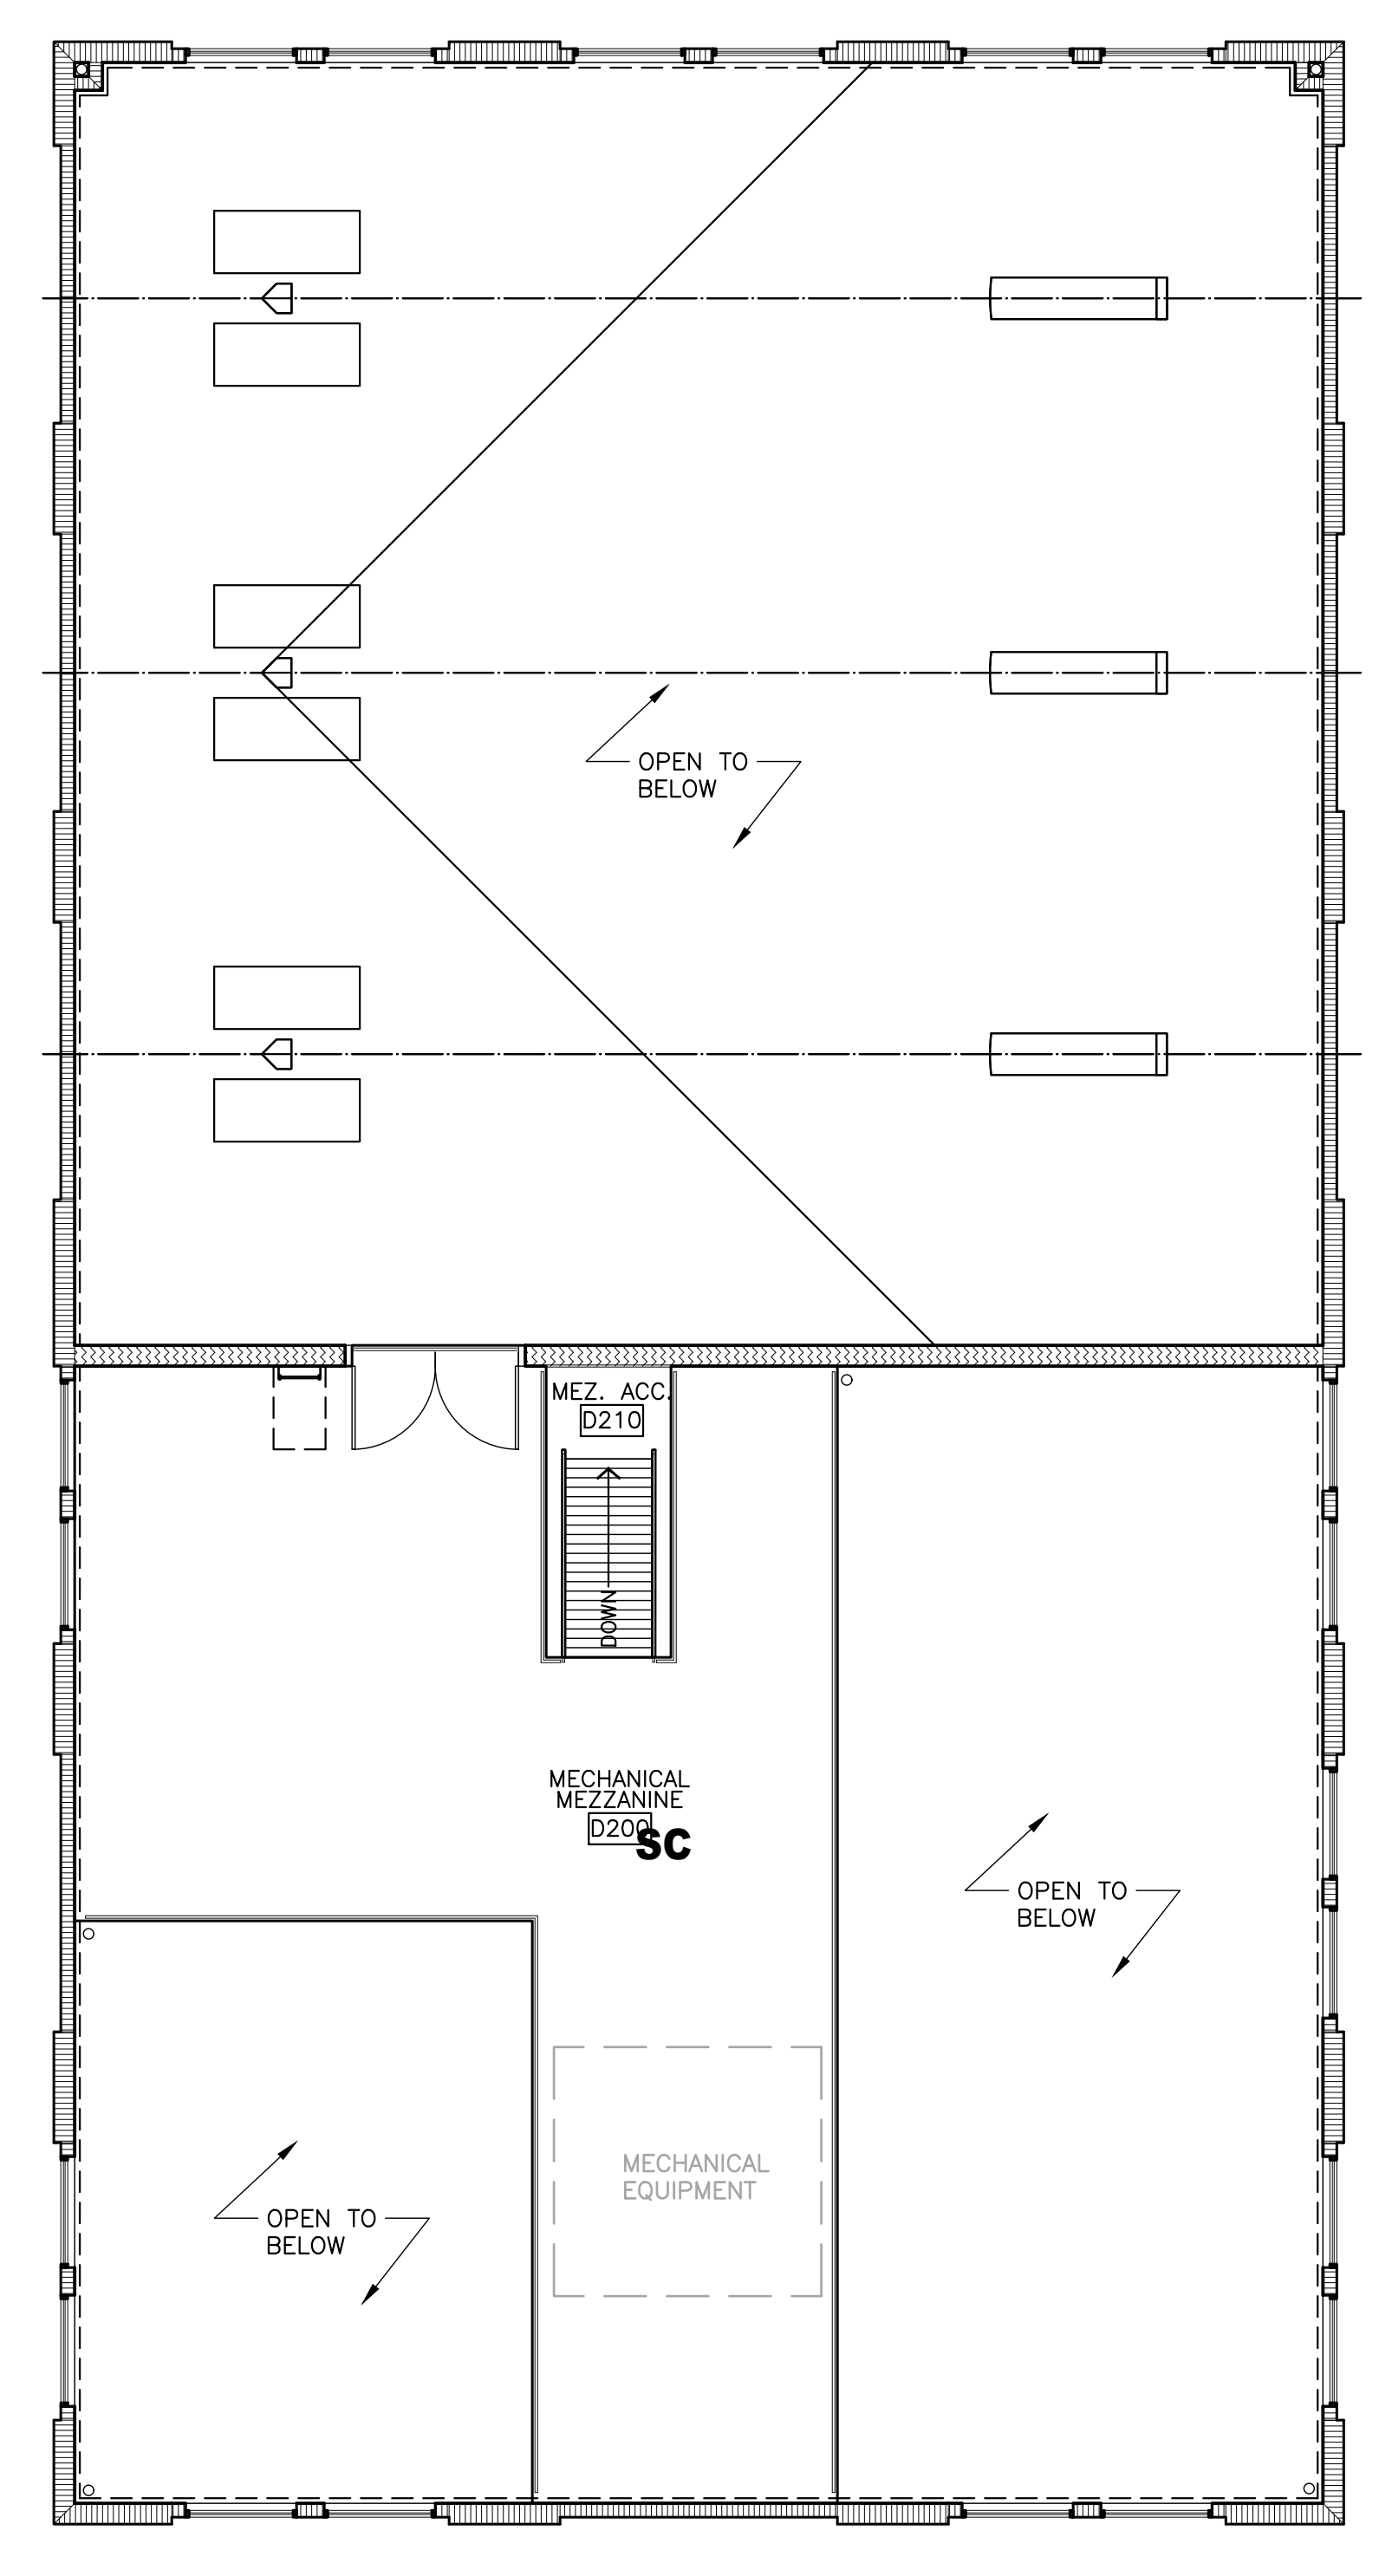 OPEN TO
BELOW
MEZ. ACC.
D210
DOWN
MECHANICAL
MEZZANINE
D200
SC
OPEN TO
BELOW
MECHANICAL
EQUIPMENT
OPEN TO
BELOW